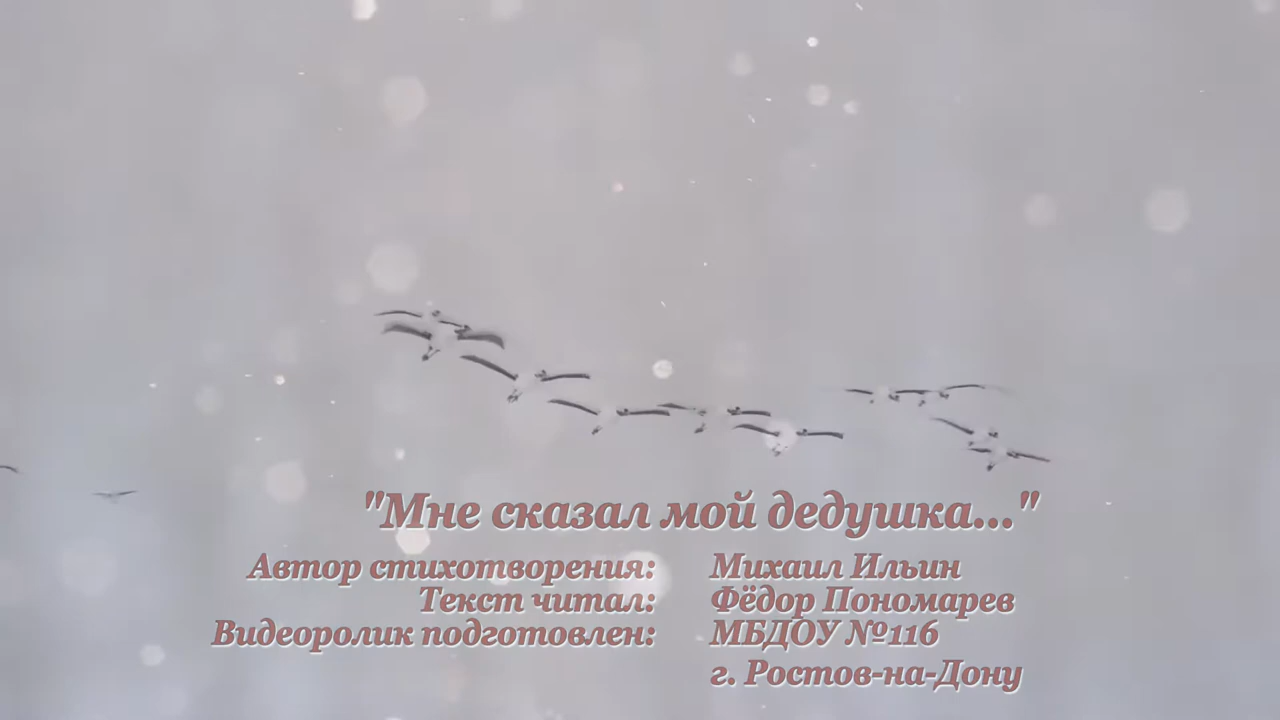 "Мне сказал мой дедушка..."
Автор стихотворения: Михаил Ильин
Текст читал: Фёдор Пономарев
Видеоролик подготовлен: МБДОУ №116
г. Ростов-на-Дону